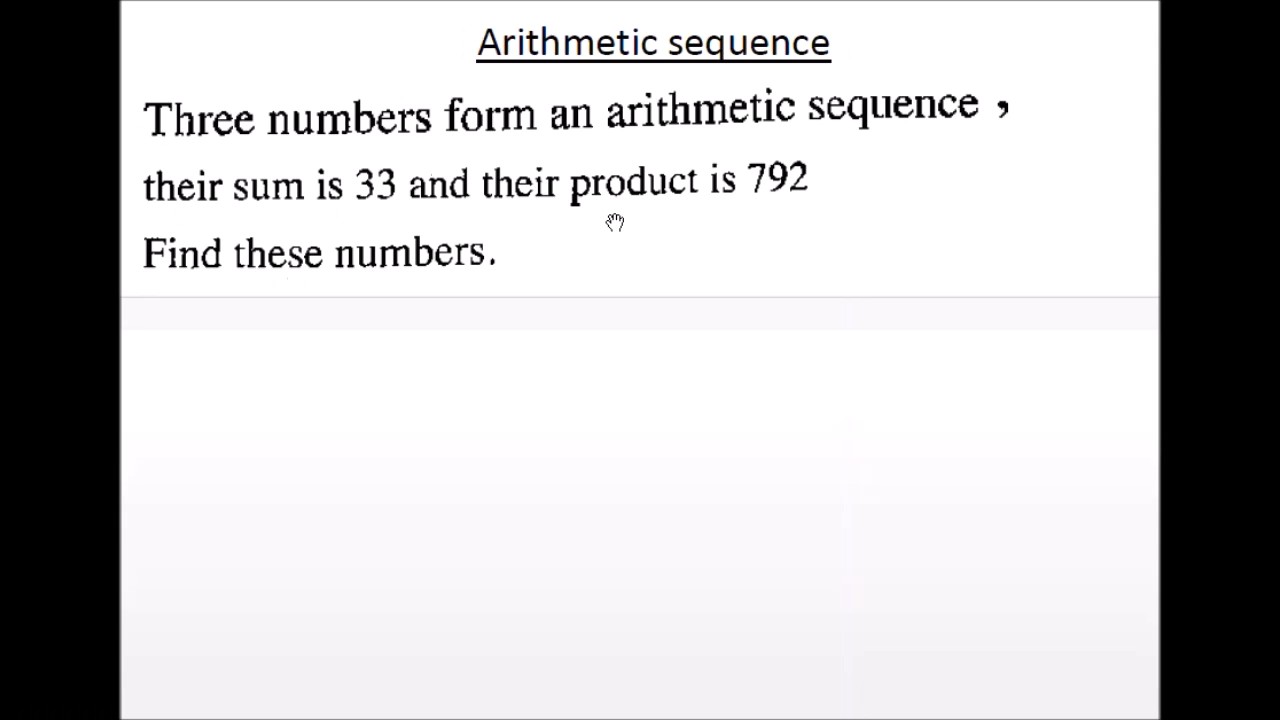 Arithmetic sequence
Three numbers form an arithmetic sequence ,
their sum is 33 and their product is 792
Find these numbers.